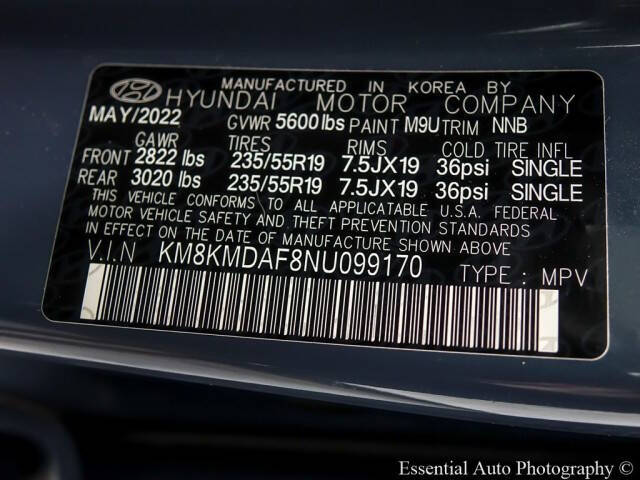 MANUFACTURED IN KOREA BY
HYUNDAI MOTOR COMPANY
MAY/2022 GVWR 5600 lbs PAINT M9U TRIM NNB
GAWR TIRES RIMS COLD TIRE INFL
FRONT 2822 lbs 235/55R19 7.5JX19 36psi SINGLE
REAR 3020 lbs 235/55R19 7.5JX19 36psi SINGLE
THIS VEHICLE CONFORMS TO ALL APPLICATABLE U.S.A. FEDERAL
MOTOR VEHICLE SAFETY AND THEFT PREVENTION STANDARDS
IN EFFECT ON THE DATE OF MANUFACTURE SHOWN ABOVE.
V.I.N KM8KMDAF8NU099170 TYPE : MPV
Essential Auto Photography ©